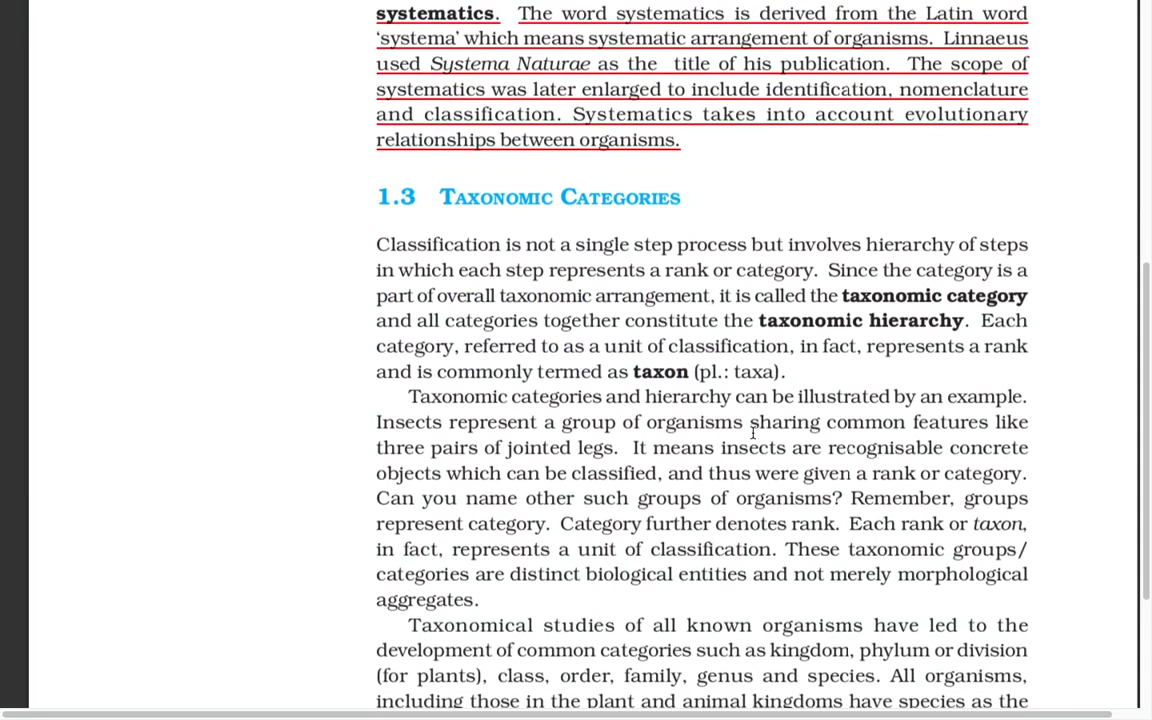 systematics. The word systematics is derived from the Latin word
‘systema’ which means systematic arrangement of organisms. Linnaeus
used Systema Naturae as the title of his publication. The scope of
systematics was later enlarged to include identification, nomenclature
and classification. Systematics takes into account evolutionary
relationships between organisms.
1.3 Taxonomic Categories
Classification is not a single step process but involves hierarchy of steps
in which each step represents a rank or category. Since the category is a
part of overall taxonomic arrangement, it is called the taxonomic category
and all categories together constitute the taxonomic hierarchy. Each
category, referred to as a unit of classification, in fact, represents a rank
and is commonly termed as taxon (pl.: taxa).
Taxonomic categories and hierarchy can be illustrated by an example.
Insects represent a group of organisms sharing common features like
three pairs of jointed legs. It means insects are recognisable concrete
objects which can be classified, and thus were given a rank or category.
Can you name other such groups of organisms? Remember, groups
represent category. Category further denotes rank. Each rank or taxon,
in fact, represents a unit of classification. These taxonomic groups/
categories are distinct biological entities and not merely morphological
aggregates.
Taxonomical studies of all known organisms have led to the
development of common categories such as kingdom, phylum or division
(for plants), class, order, family, genus and species. All organisms,
including those in the plant and animal kingdoms have species as the